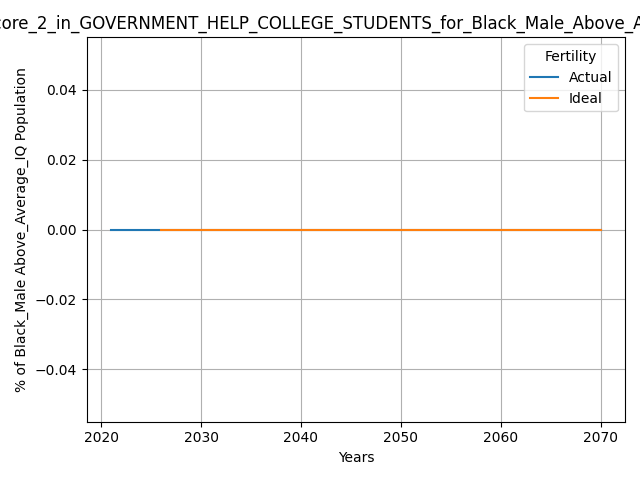 core_2_in_GOVERNMENT_HELP_COLLEGE_STUDENTS_for_Black_Male_Above_A
Fertility
Actual
Ideal
0.04
0.02
0.00
−0.02
−0.04
% of Black_Male Above_Average_IQ Population
2020 2030 2040 2050 2060 2070
Years